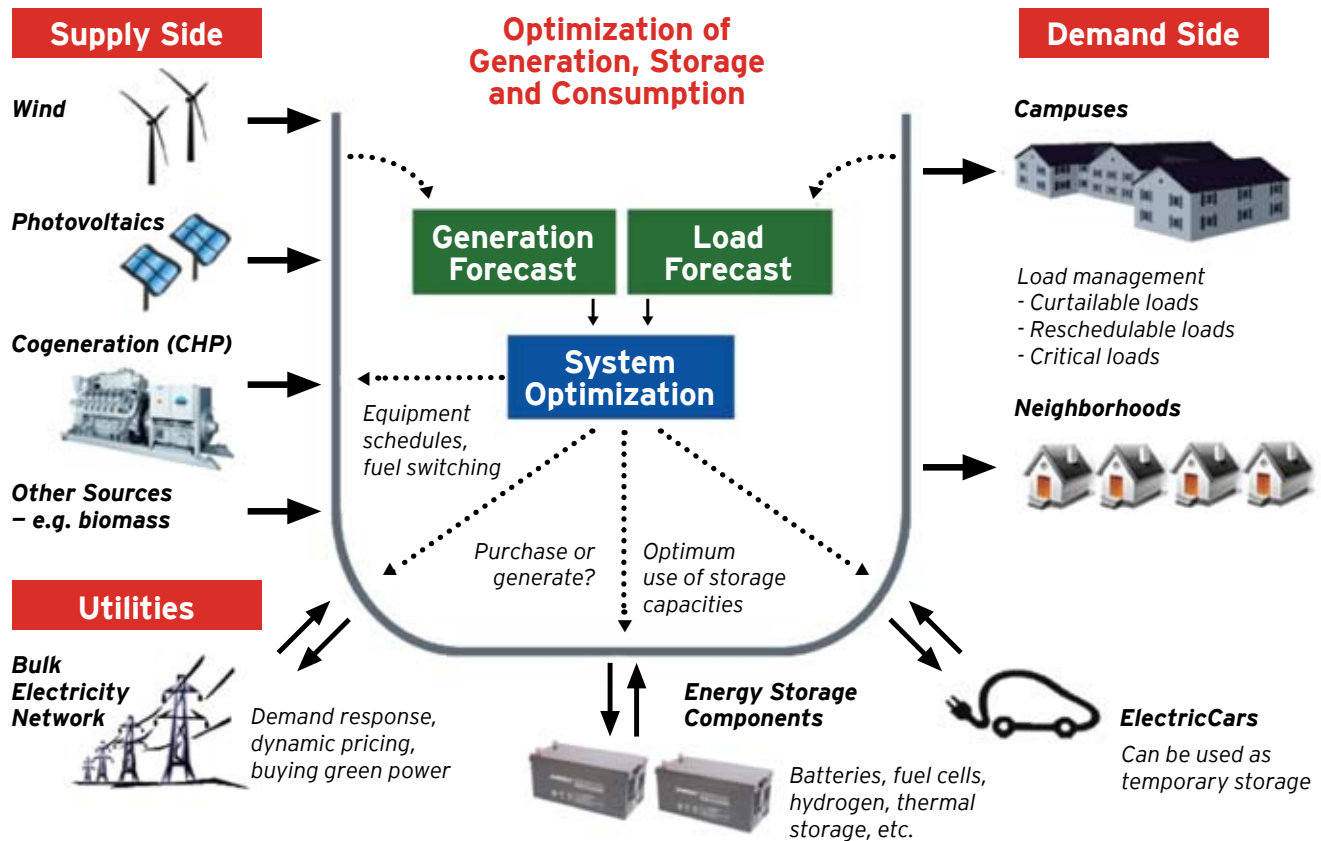 Supply Side
Optimization of
Generation, Storage
and Consumption
Demand Side
Wind
Campuses
Photovoltaics
Generation
Forecast
Load
Forecast
Load management
- Curtailable loads
- Reschedulable loads
- Critical loads
Cogeneration (CHP)
System
Optimization
Equipment
schedules,
fuel switching
Neighborhoods
Other Sources
– e.g. biomass
Purchase or
generate?
Optimum
use of storage
capacities
Utilities
Bulk
Electricity
Network
Demand response,
dynamic pricing,
buying green power
Energy Storage
Components
Batteries, fuel cells,
hydrogen, thermal
storage, etc.
ElectricCars
Can be used as
temporary storage